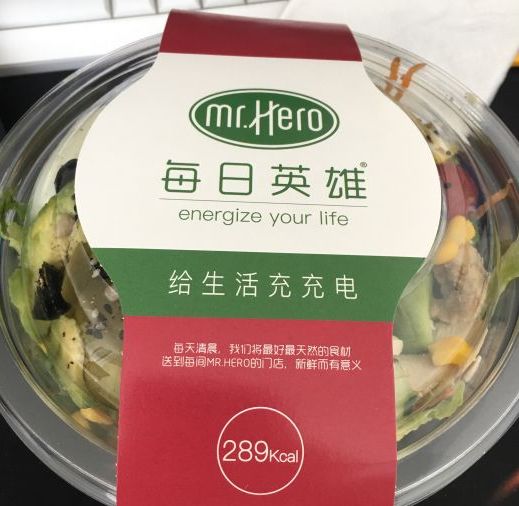 mr.Hero
每日英雄®
energize your life
给生活充充电
每天清晨，我们将最好最天然的食材
送到每间MR.HERO的门店，新鲜而有意义
289Kcal